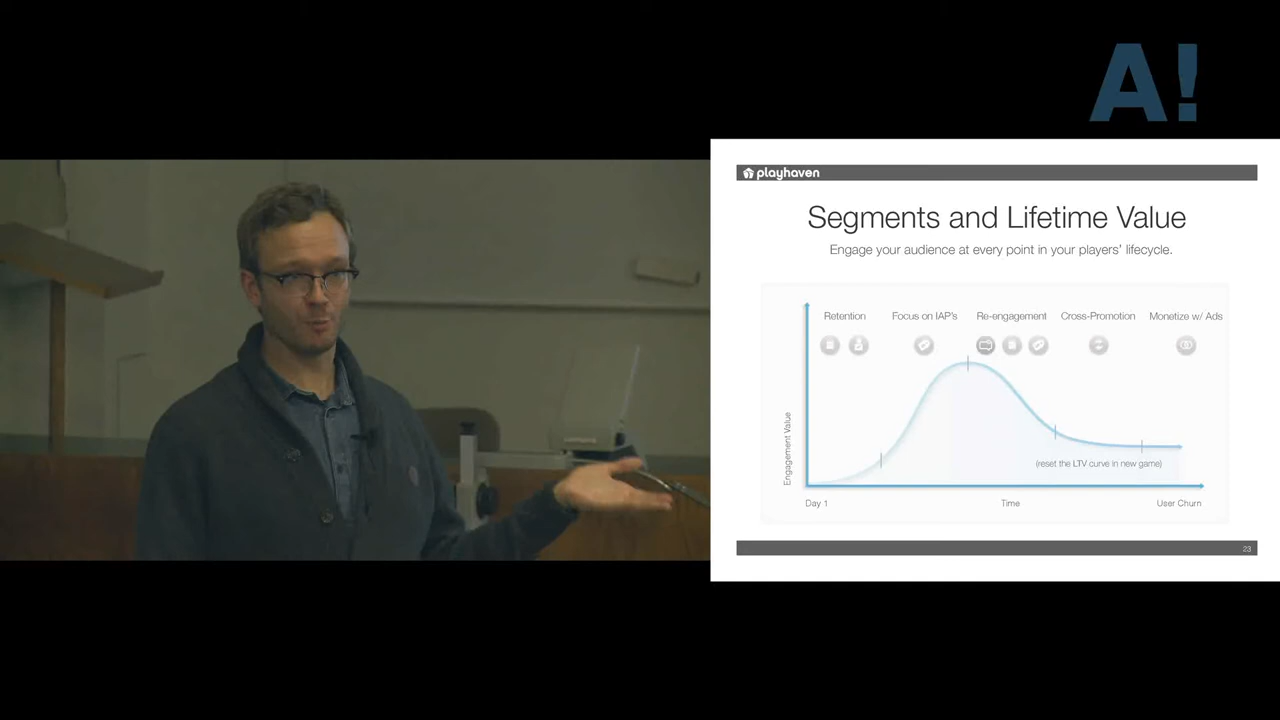 A!
playhaven
Segments and Lifetime Value
Engage your audience at every point in your players' lifecycle.
Retention
Focus on IAP's
Re-engagement
Cross-Promotion
Monetize w/ Ads
Engagement Value
(reset the LTV curve in new game)
Day 1
Time
User Churn
23